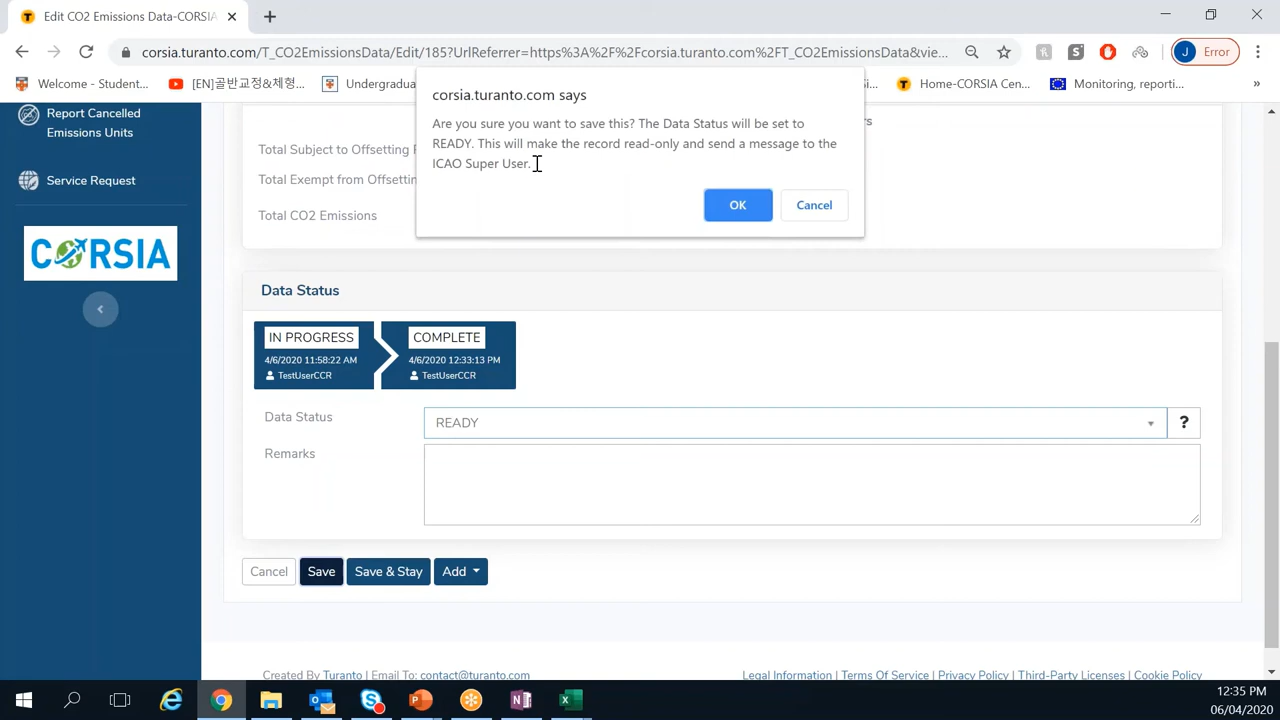 Edit CO2 Emissions Data-CORSIA
corsia.turanto.com/T_CO2EmissionsData/Edit/185?UrlReferrer=https%3A%2F%2Fcorsia.turanto.com%2FT_CO2EmissionsData&vie...
J Error
Welcome - Student...
[EN]골반교정&체형...
Undergradua
Si...
Home-CORSIA Cen...
Monitoring, reporti...
»
Report Cancelled
Emissions Units
Service Request
CORSIA
corsia.turanto.com says
Are you sure you want to save this? The Data Status will be set to
READY. This will make the record read-only and send a message to the
ICAO Super User.
OK Cancel
Total Subject to Offsetting
Total Exempt from Offsettin
Total CO2 Emissions
Data Status
IN PROGRESS
4/6/2020 11:58:22 AM
TestUserCCR
COMPLETE
4/6/2020 12:33:13 PM
TestUserCCR
Data Status
READY
?
Remarks
Cancel Save Save & Stay Add
Created By Turanto | Email To: contact@turanto.com
Legal Information | Terms Of Service | Privacy Policy | Third-Party Licenses | Cookie Policy
12:35 PM
06/04/2020